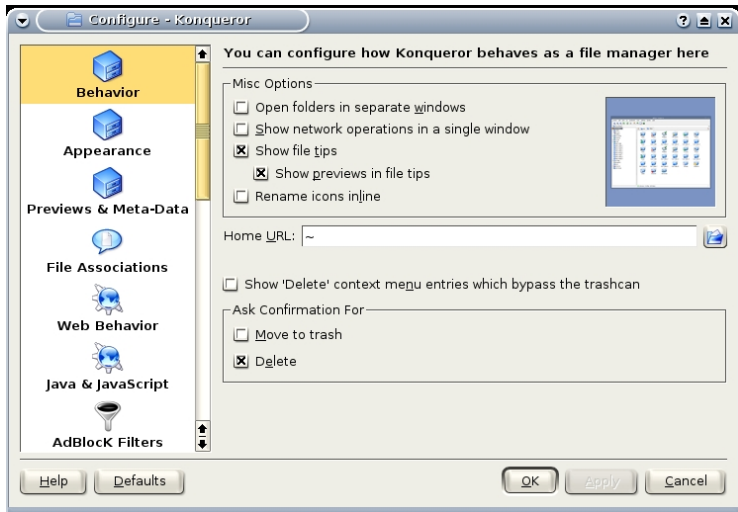 Configure - Konqueror
Behavior
Appearance
Previews & Meta-Data
File Associations
Web Behavior
Java & JavaScript
AdBlocK Filters
You can configure how Konqueror behaves as a file manager here
Misc Options
Open folders in separate windows
Show network operations in a single window
Show file tips
Show previews in file tips
Rename icons inline
Home URL: ~
Show 'Delete' context menu entries which bypass the trashcan
Ask Confirmation For
Move to trash
Delete
Help
Defaults
OK
Apply
Cancel